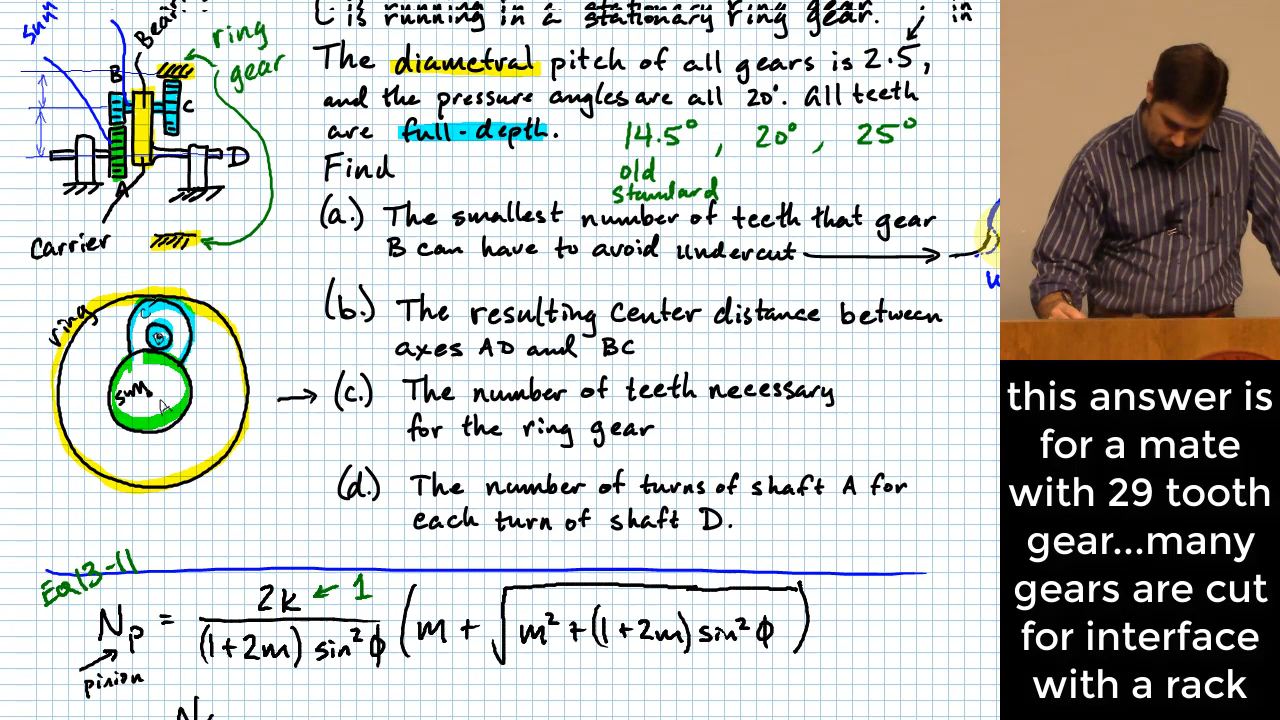 C is running in a stationary ring gear. in
sun
Bear
ring
gear
B
C
D
A
Carrier
The diametral pitch of all gears is 2.5,
and the pressure angles are all 20°. All teeth
are full-depth.
14.5°, 20°, 25°
old
standard
Find
(a.) The smallest number of teeth that gear
B can have to avoid undercut
(b.) The resulting center distance between
axes AD and BC
(c.) The number of teeth necessary
for the ring gear
(d.) The number of turns of shaft A for
each turn of shaft D.
ring
C
B
sun
A
Eq 13-11
Np = 2k ← 1 / (1+2m) sin²ϕ (m + √m² + (1+2m) sin²ϕ)
pinion
this answer is
for a mate
with 29 tooth
gear...many
gears are cut
for interface
with a rack